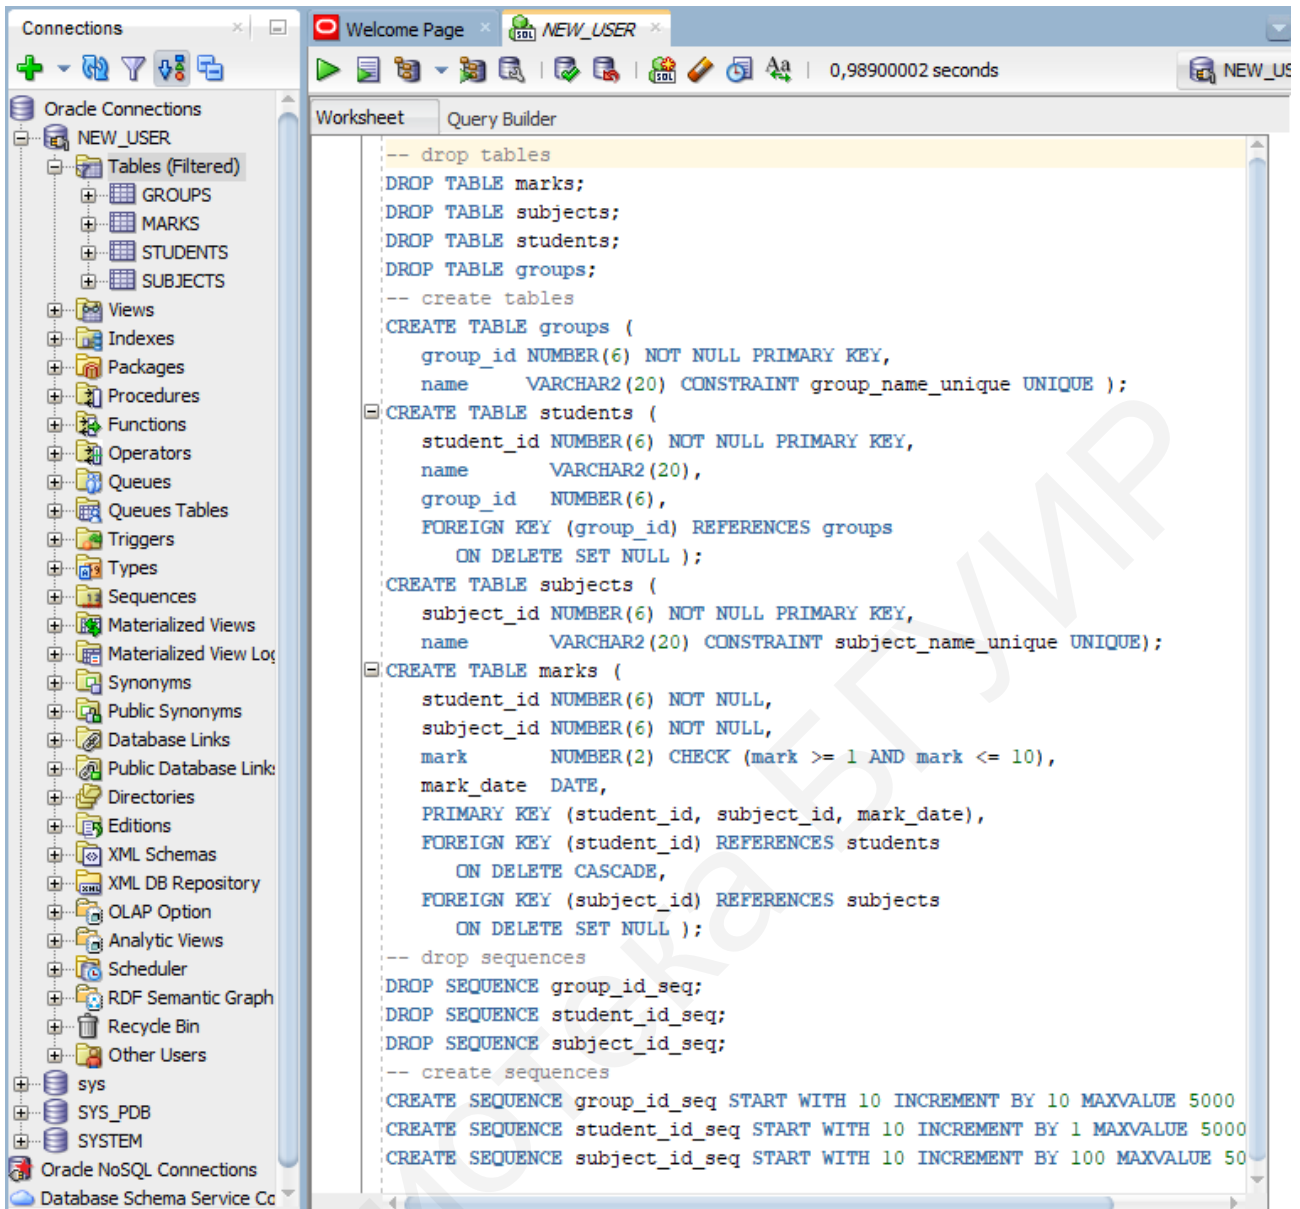 Connections
Welcome Page
NEW_USER
0,98900002 seconds
NEW_US
Oracle Connections
NEW_USER
Tables (Filtered)
GROUPS
MARKS
STUDENTS
SUBJECTS
Views
Indexes
Packages
Procedures
Functions
Operators
Queues
Queues Tables
Triggers
Types
Sequences
Materialized Views
Materialized View Log
Synonyms
Public Synonyms
Database Links
Public Database Links
Directories
Editions
XML Schemas
XML DB Repository
OLAP Option
Analytic Views
Scheduler
RDF Semantic Graph
Recycle Bin
Other Users
sys
SYS_PDB
SYSTEM
Oracle NoSQL Connections
Database Schema Service Co
Worksheet
Query Builder
-- drop tables
DROP TABLE marks;
DROP TABLE subjects;
DROP TABLE students;
DROP TABLE groups;
-- create tables
CREATE TABLE groups (
group_id NUMBER(6) NOT NULL PRIMARY KEY,
name VARCHAR2(20) CONSTRAINT group_name_unique UNIQUE );
CREATE TABLE students (
student_id NUMBER(6) NOT NULL PRIMARY KEY,
name VARCHAR2(20),
group_id NUMBER(6),
FOREIGN KEY (group_id) REFERENCES groups
ON DELETE SET NULL );
CREATE TABLE subjects (
subject_id NUMBER(6) NOT NULL PRIMARY KEY,
name VARCHAR2(20) CONSTRAINT subject_name_unique UNIQUE);
CREATE TABLE marks (
student_id NUMBER(6) NOT NULL,
subject_id NUMBER(6) NOT NULL,
mark NUMBER(2) CHECK (mark >= 1 AND mark <= 10),
mark_date DATE,
PRIMARY KEY (student_id, subject_id, mark_date),
FOREIGN KEY (student_id) REFERENCES students
ON DELETE CASCADE,
FOREIGN KEY (subject_id) REFERENCES subjects
ON DELETE SET NULL );
-- drop sequences
DROP SEQUENCE group_id_seq;
DROP SEQUENCE student_id_seq;
DROP SEQUENCE subject_id_seq;
-- create sequences
CREATE SEQUENCE group_id_seq START WITH 10 INCREMENT BY 10 MAXVALUE 5000
CREATE SEQUENCE student_id_seq START WITH 10 INCREMENT BY 1 MAXVALUE 5000
CREATE SEQUENCE subject_id_seq START WITH 10 INCREMENT BY 100 MAXVALUE 50
иотека БГУИР